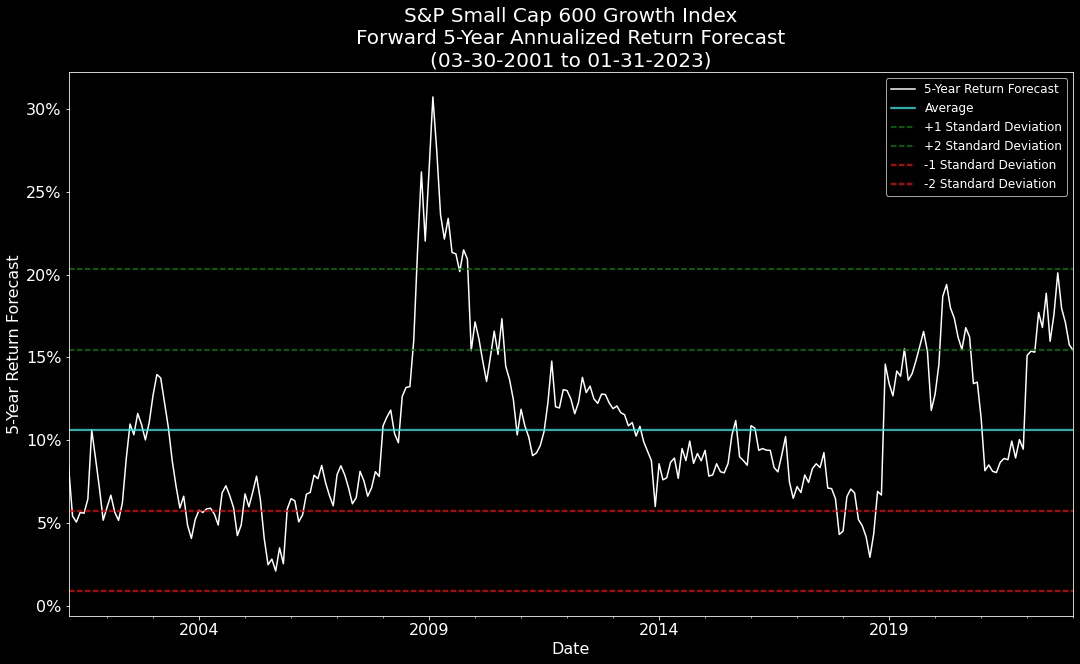 S&P Small Cap 600 Growth Index
Forward 5-Year Annualized Return Forecast
(03-30-2001 to 01-31-2023)
5-Year Return Forecast
Average
+1 Standard Deviation
+2 Standard Deviation
-1 Standard Deviation
-2 Standard Deviation
30%
25%
20%
15%
10%
5%
0%
5-Year Return Forecast
2004
2009
2014
2019
Date